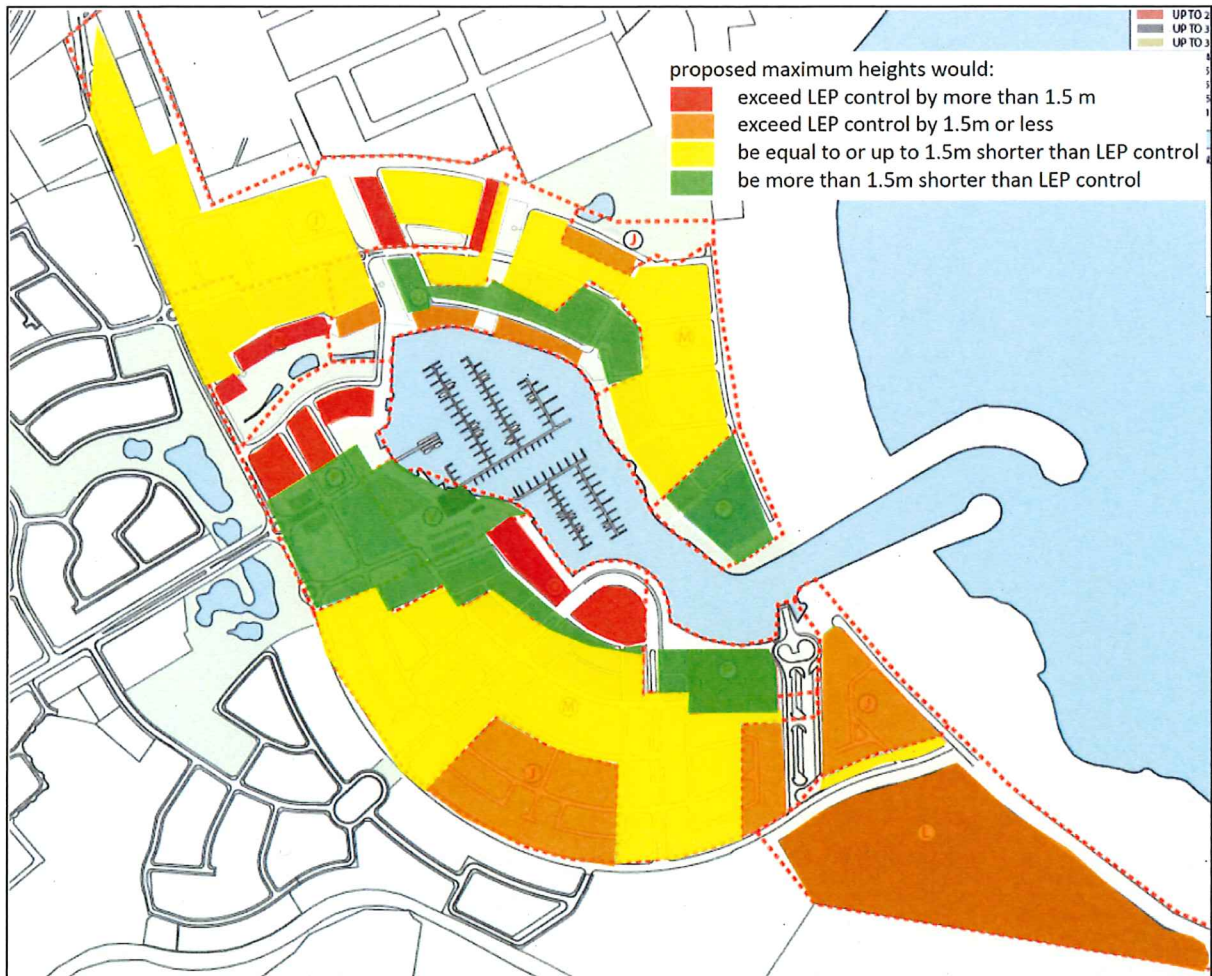 UP TO 2
UP TO 3
UP TO 3
proposed maximum heights would:
exceed LEP control by more than 1.5 m
exceed LEP control by 1.5m or less
be equal to or up to 1.5m shorter than LEP control
be more than 1.5m shorter than LEP control
J
J
M
M
J
J
L